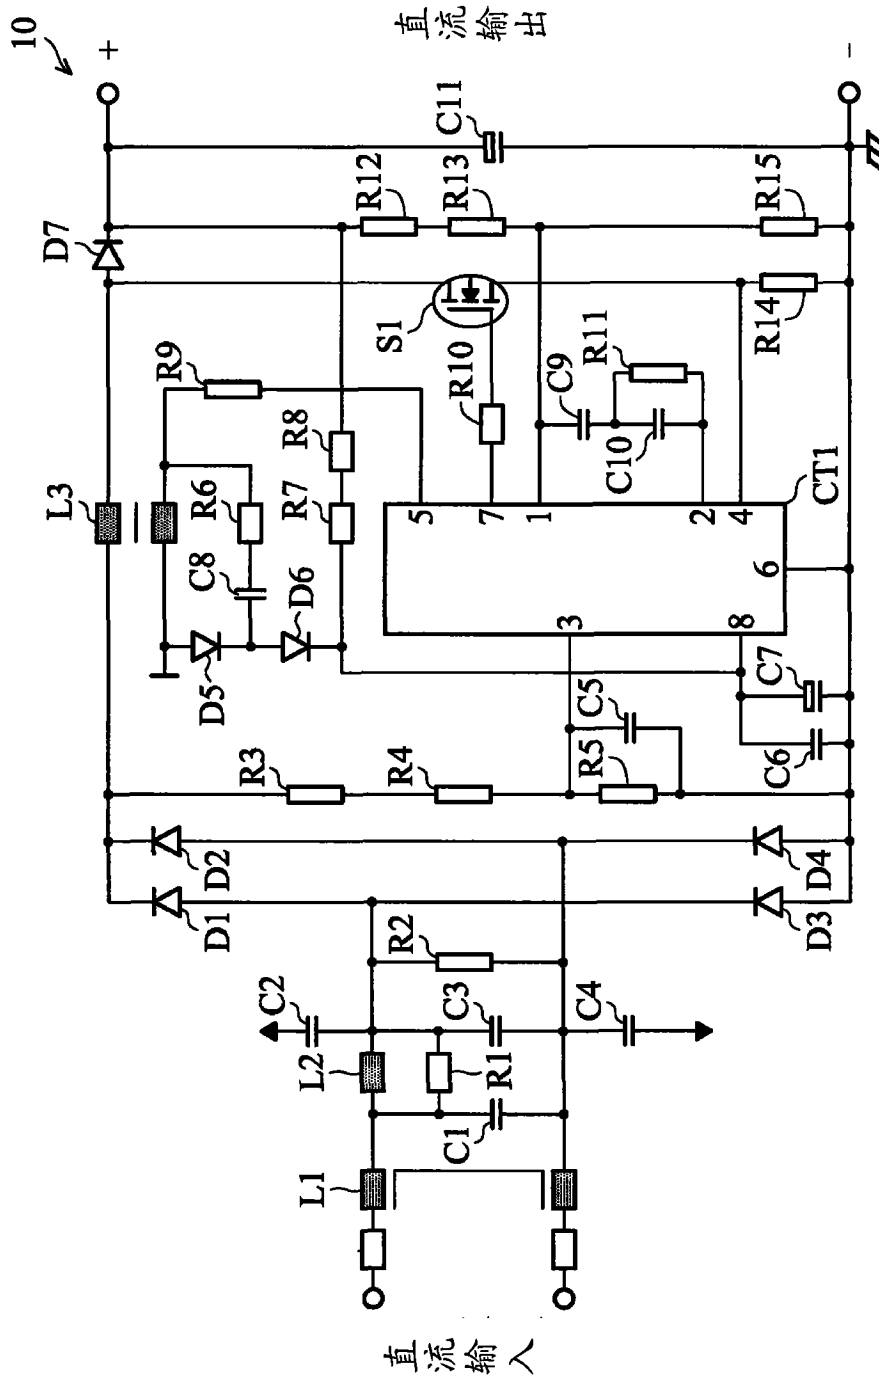 10
直流输入
L1
C1
R1
L2
C2
C3
R2
C4
D1
D2
D3
D4
R3
R4
R5
C5
C6
C7
D5
D6
C8
R6
L3
R7
R8
R9
3
8
6
5
7
1
2
4
CT1
R10
S1
C9
C10
R11
D7
R12
R13
R14
R15
C11
+
-
直流输出